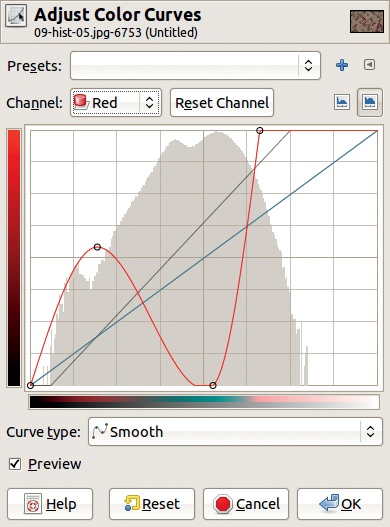 Adjust Color Curves
09-hist-05.jpg-6753 (Untitled)
Presets:
Channel: Red Reset Channel
Curve type: Smooth
Preview
Help Reset Cancel OK